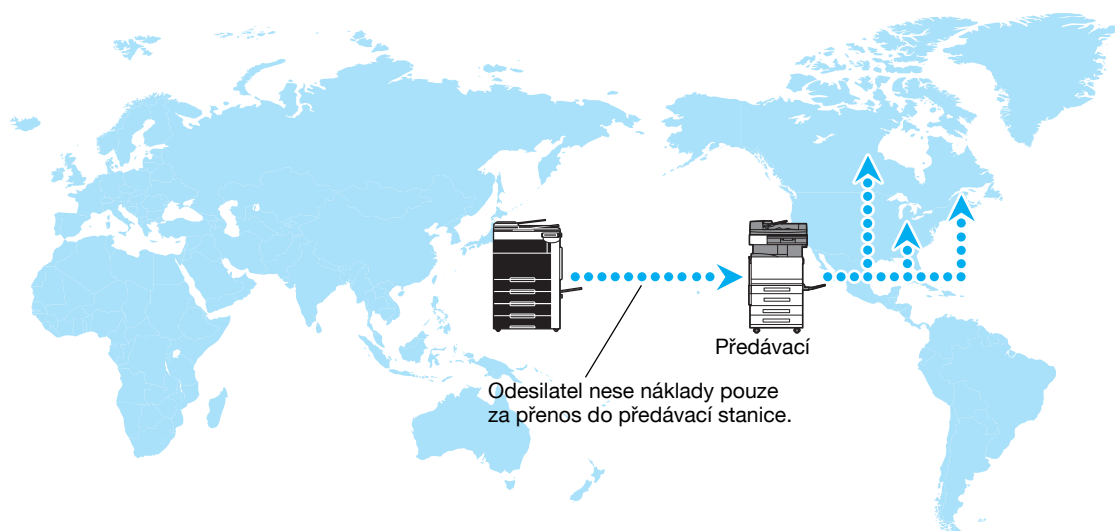 Předávací
Odesilatel nese náklady pouze
za přenos do předávací stanice.